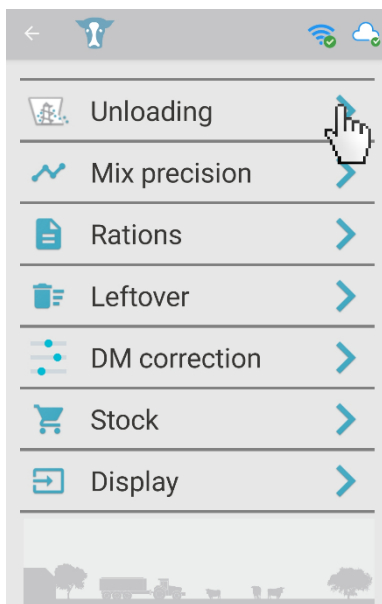 Unloading
Mix precision
Rations
Leftover
DM correction
Stock
Display